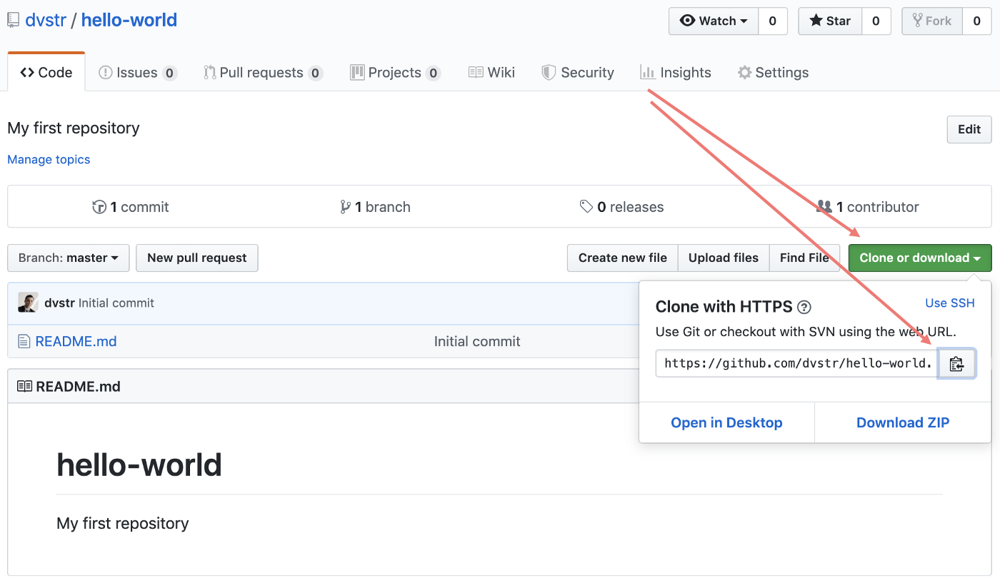 dvstr / hello-world
Watch 0 Star 0 Fork 0
Code Issues 0 Pull requests 0 Projects 0 Wiki Security Insights Settings
My first repository
Edit
Manage topics
1 commit 1 branch 0 releases 1 contributor
Branch: master New pull request Create new file Upload files Find File Clone or download
dvstr Initial commit
README.md Initial commit
Clone with HTTPS ? Use SSH
Use Git or checkout with SVN using the web URL.
https://github.com/dvstr/hello-world.
Open in Desktop Download ZIP
README.md
hello-world
My first repository